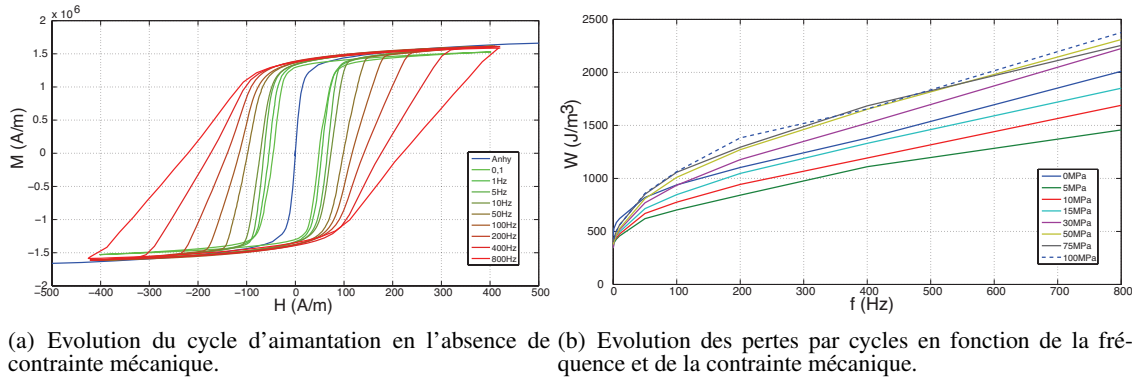 x 10^6
2
1.5
1
0.5
0
−0.5
−1
−1.5
−2
M (A/m)
−500 −400 −300 −200 −100 0 100 200 300 400 500
H (A/m)
Anhy
0,1
1Hz
5Hz
10Hz
50Hz
100Hz
200Hz
400Hz
800Hz
2500
2000
1500
1000
500
0
W (J/m3)
0 100 200 300 400 500 600 700 800
f (Hz)
0MPa
5MPa
10MPa
15MPa
30MPa
50MPa
75MPa
100MPa
(a) Evolution du cycle d'aimantation en l'absence de
contrainte mécanique.
(b) Evolution des pertes par cycles en fonction de la fré-
quence et de la contrainte mécanique.